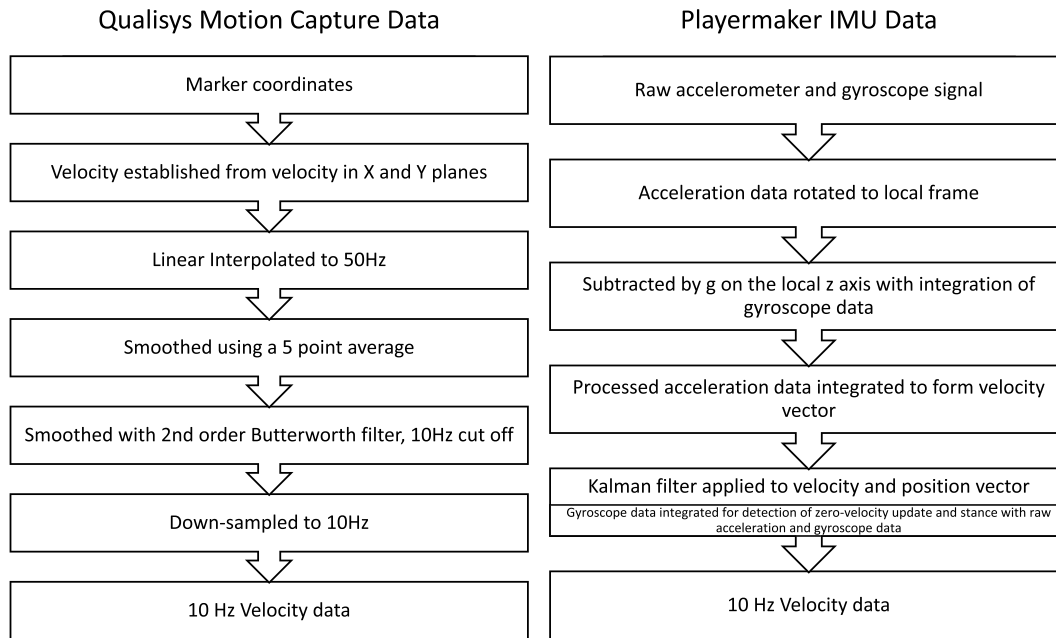 Qualisys Motion Capture Data
Marker coordinates
Velocity established from velocity in X and Y planes
Linear Interpolated to 50Hz
Smoothed using a 5 point average
Smoothed with 2nd order Butterworth filter, 10Hz cut off
Down-sampled to 10Hz
10 Hz Velocity data
Playermaker IMU Data
Raw accelerometer and gyroscope signal
Acceleration data rotated to local frame
Subtracted by g on the local z axis with integration of
gyroscope data
Processed acceleration data integrated to form velocity
vector
Kalman filter applied to velocity and position vector
Gyroscope data integrated for detection of zero-velocity update and stance with raw
acceleration and gyroscope data
10 Hz Velocity data